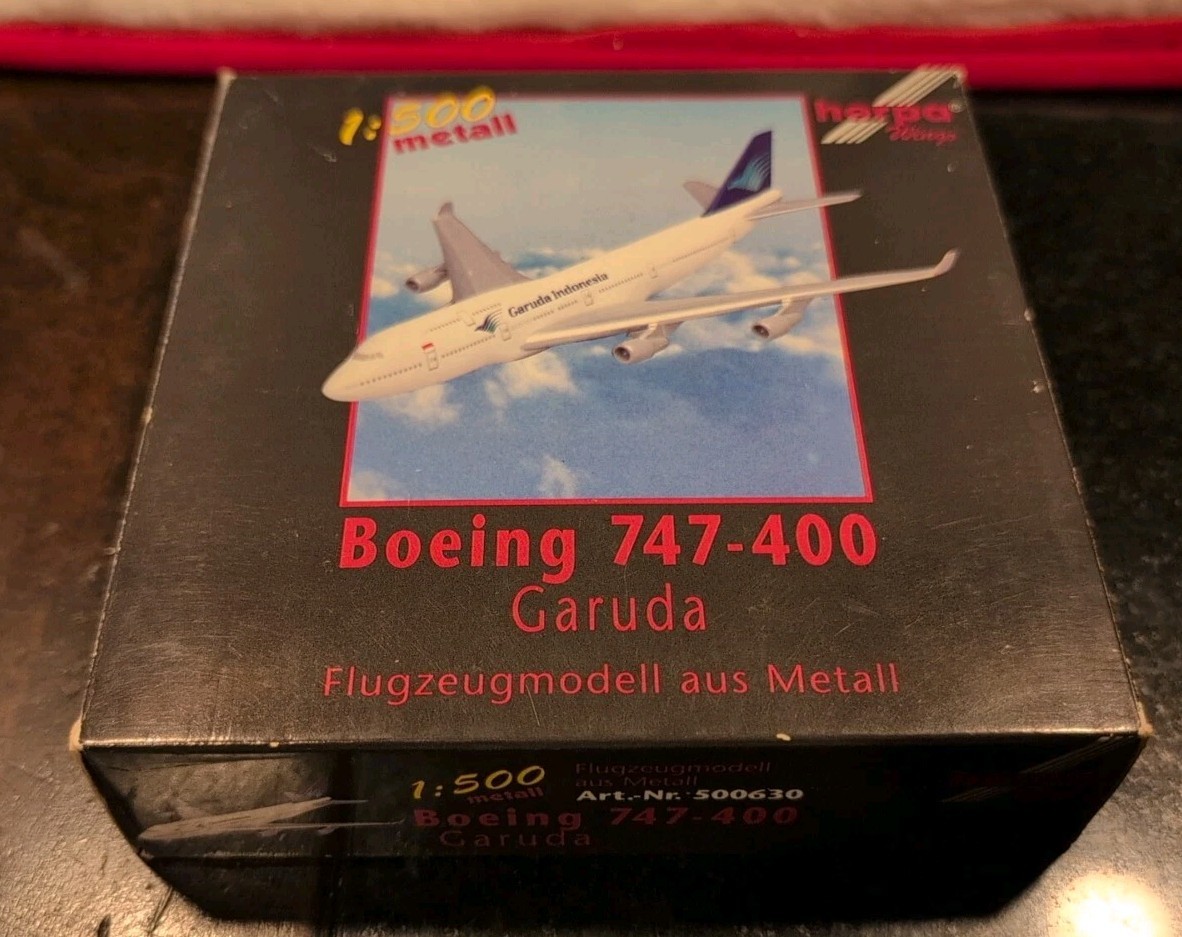 1:500
metall
herpa®
Wings
Garuda Indonesia
Boeing 747-400
Garuda
Flugzeugmodell aus Metall
1:500
metall
Flugzeugmodell
aus Metall
Art.-Nr. 500630
Boeing 747-400
Garuda